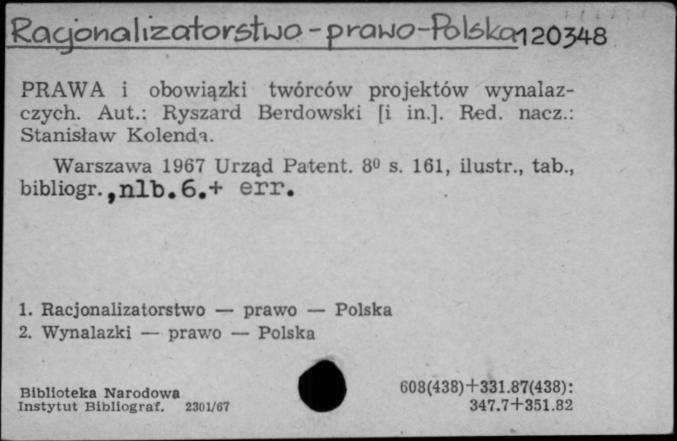 Racjonalizatorstwo - prawo - Polska 120348
PRAWA i obowiązki twórców projektów wynalaz-
czych. Aut.: Ryszard Berdowski [i in.]. Red. nacz.:
Stanisław Kolenda.
Warszawa 1967 Urząd Patent. 8⁰ s. 161, ilustr., tab.,
bibliogr., nlb. 6. + err.
1. Racjonalizatorstwo — prawo — Polska
2. Wynalazki — prawo — Polska
Biblioteka Narodowa
Instytut Bibliograf. 2301/67
608(438)+331.87(438):
347.7+351.82